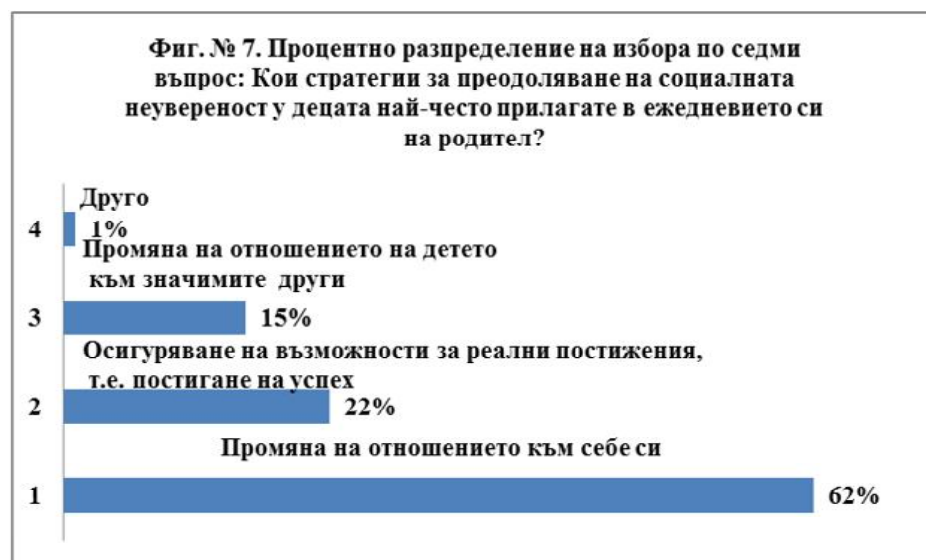 Фиг. № 7. Процентно разпределение на избора по седми
въпрос: Кои стратегии за преодоляване на социалната
неувереност у децата най-често прилагате в ежедневието си
на родител?
Друго
4 1%
Промяна на отношението на детето
към значимите други
3 15%
Осигуряване на възможности за реални постижения,
т.е. постигане на успех
2 22%
Промяна на отношението към себе си
1 62%